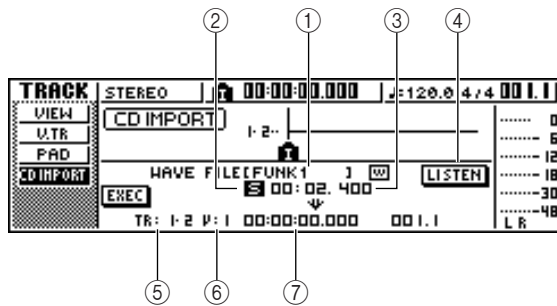 ② ① ③ ④
TRACK STEREO 00:00:00.000 ♩=120.0 4/4 001.1
VIEW
V.TR
PAD
CD IMPORT
CD IMPORT
1·2··
I
WAVE FILE[FUNK1 ] W LISTEN
EXEC S 00:02.400
TR: 1·2 V:1 00:00:00.000 001.1
0
6
12
18
30
48
L R
⑤ ⑥ ⑦